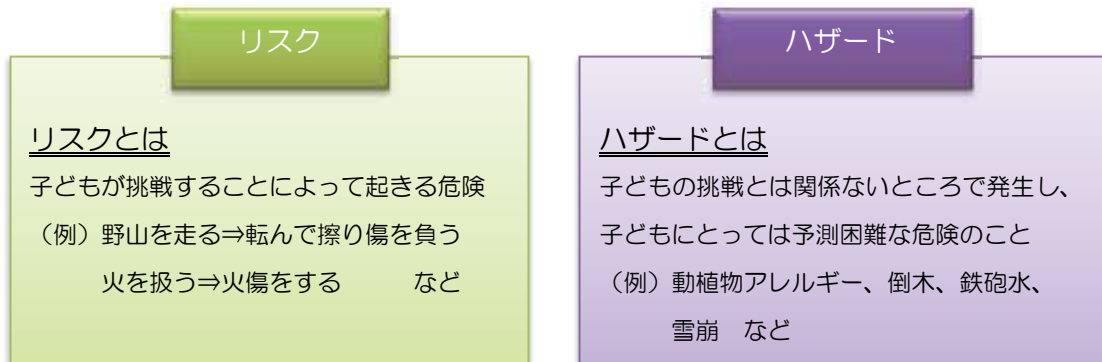 リスク
リスクとは
子どもが挑戦することによって起きる危険
（例）野山を走る⇒転んで擦り傷を負う
火を扱う⇒火傷をする　　　など
ハザード
ハザードとは
子どもの挑戦とは関係ないところで発生し、
子どもにとっては予測困難な危険のこと
（例）動植物アレルギー、倒木、鉄砲水、
雪崩　など